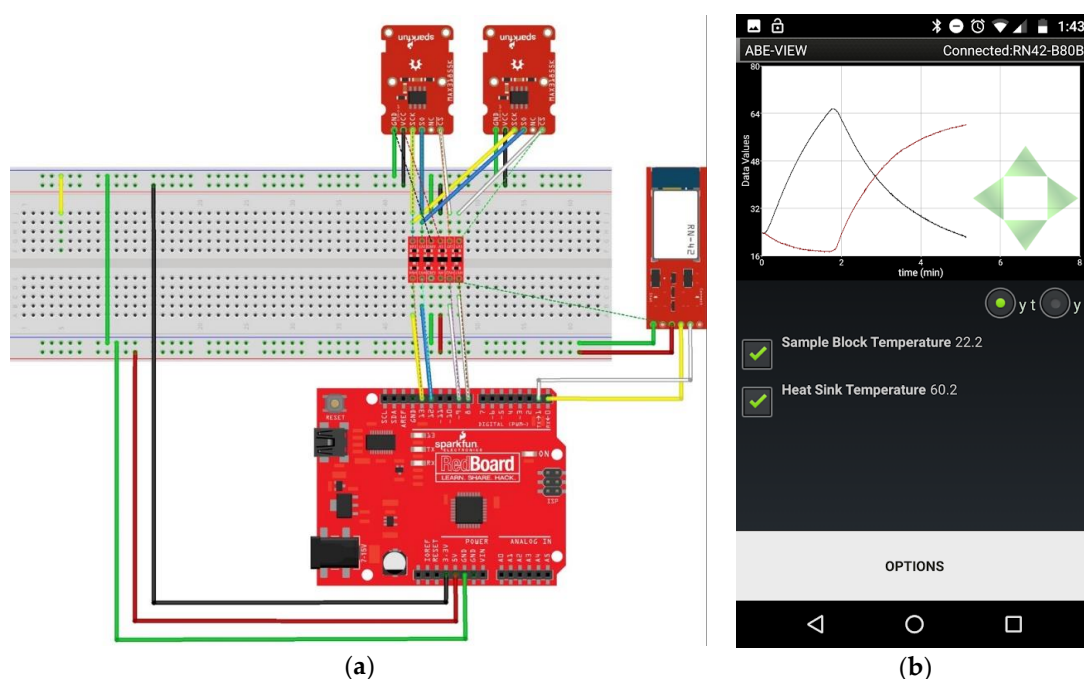 sparkfun
MAX31855K
GND
VCC
SCK
SO
NC
CS
sparkfun
MAX31855K
GND
VCC
SCK
SO
NC
CS
RN-42
SCL
SDA
AREF
GND
13
12
~11
~10
~9
8
7
~6
~5
4
~3
2
DIGITAL (PWM~)
RESET
13
TX
RX
sparkfun
ELECTRONICS
RedBoard
LEARN. SHARE. HACK.
ON
ISP
7-15V
POWER
ANALOG IN
IOREF
RESET
3.3V
5V
GND
GND
VIN
A0
A1
A2
A3
A4
A5
(a)
1:43
ABE-VIEW
Connected:RN42-B80B
80
64
48
32
16
Data Values
0
2
4
6
8
time (min)
y t
y
Sample Block Temperature 22.2
Heat Sink Temperature 60.2
OPTIONS
(b)